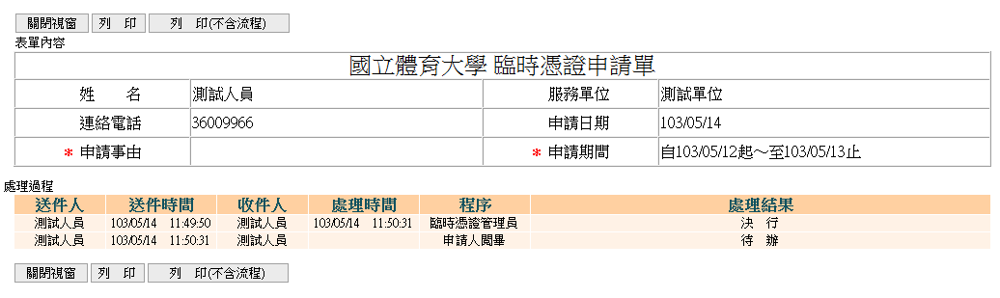 關閉視窗 列　印 列　印(不含流程)
表單內容
國立體育大學 臨時憑證申請單
姓　　名 測試人員 服務單位 測試單位
連絡電話 36009966 申請日期 103/05/14
* 申請事由 * 申請期間 自103/05/12起～至103/05/13止
處理過程
送件人 送件時間 收件人 處理時間 程序 處理結果
測試人員 103/05/14　11:49:50 測試人員 103/05/14　11:50:31 臨時憑證管理員 決　行
測試人員 103/05/14　11:50:31 申請人閱畢 待　辦
關閉視窗 列　印 列　印(不含流程)